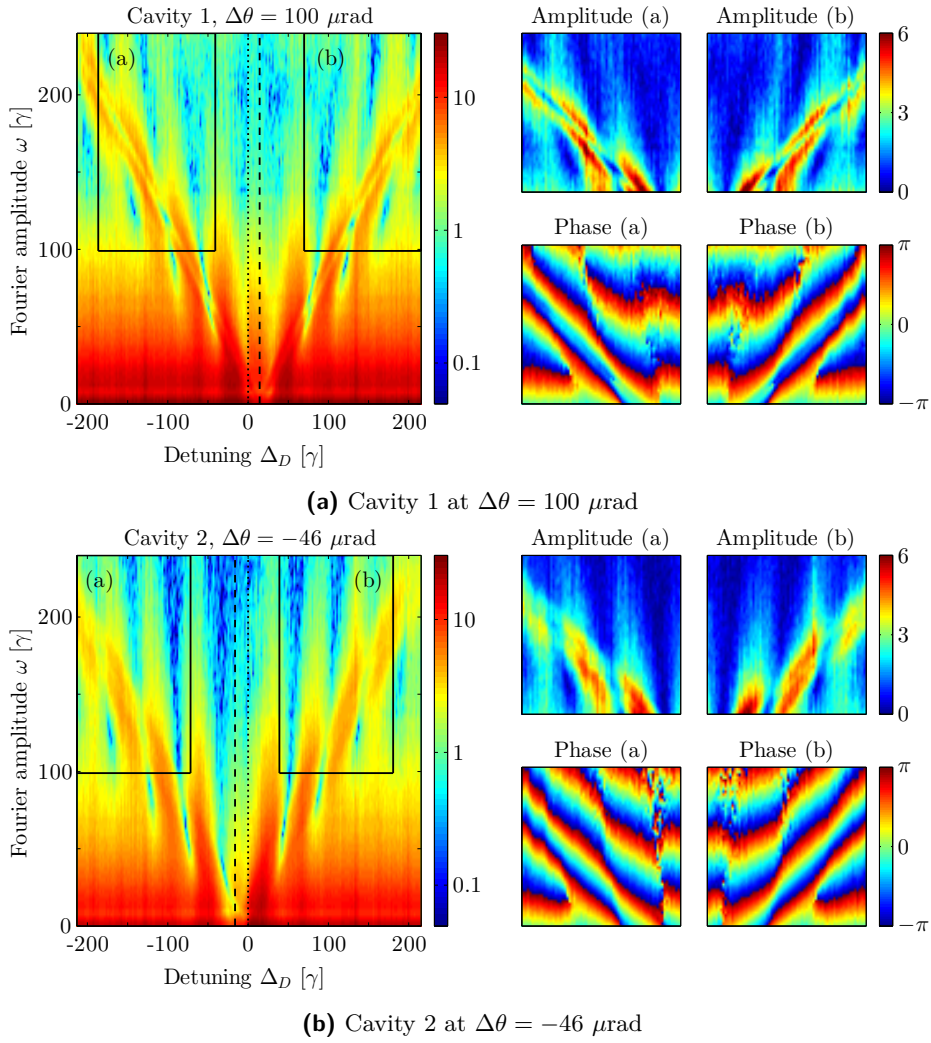 Cavity 1, Δθ = 100 μrad
Amplitude (a)
Amplitude (b)
(a)
(b)
Fourier amplitude ω [γ]
200
100
0
-200
-100
0
100
200
Detuning Δ_D [γ]
10
1
0.1
6
3
0
Phase (a)
Phase (b)
π
0
−π
(a) Cavity 1 at Δθ = 100 μrad
Cavity 2, Δθ = −46 μrad
Amplitude (a)
Amplitude (b)
(a)
(b)
Fourier amplitude ω [γ]
200
100
0
-200
-100
0
100
200
Detuning Δ_D [γ]
10
1
0.1
6
3
0
Phase (a)
Phase (b)
π
0
−π
(b) Cavity 2 at Δθ = −46 μrad